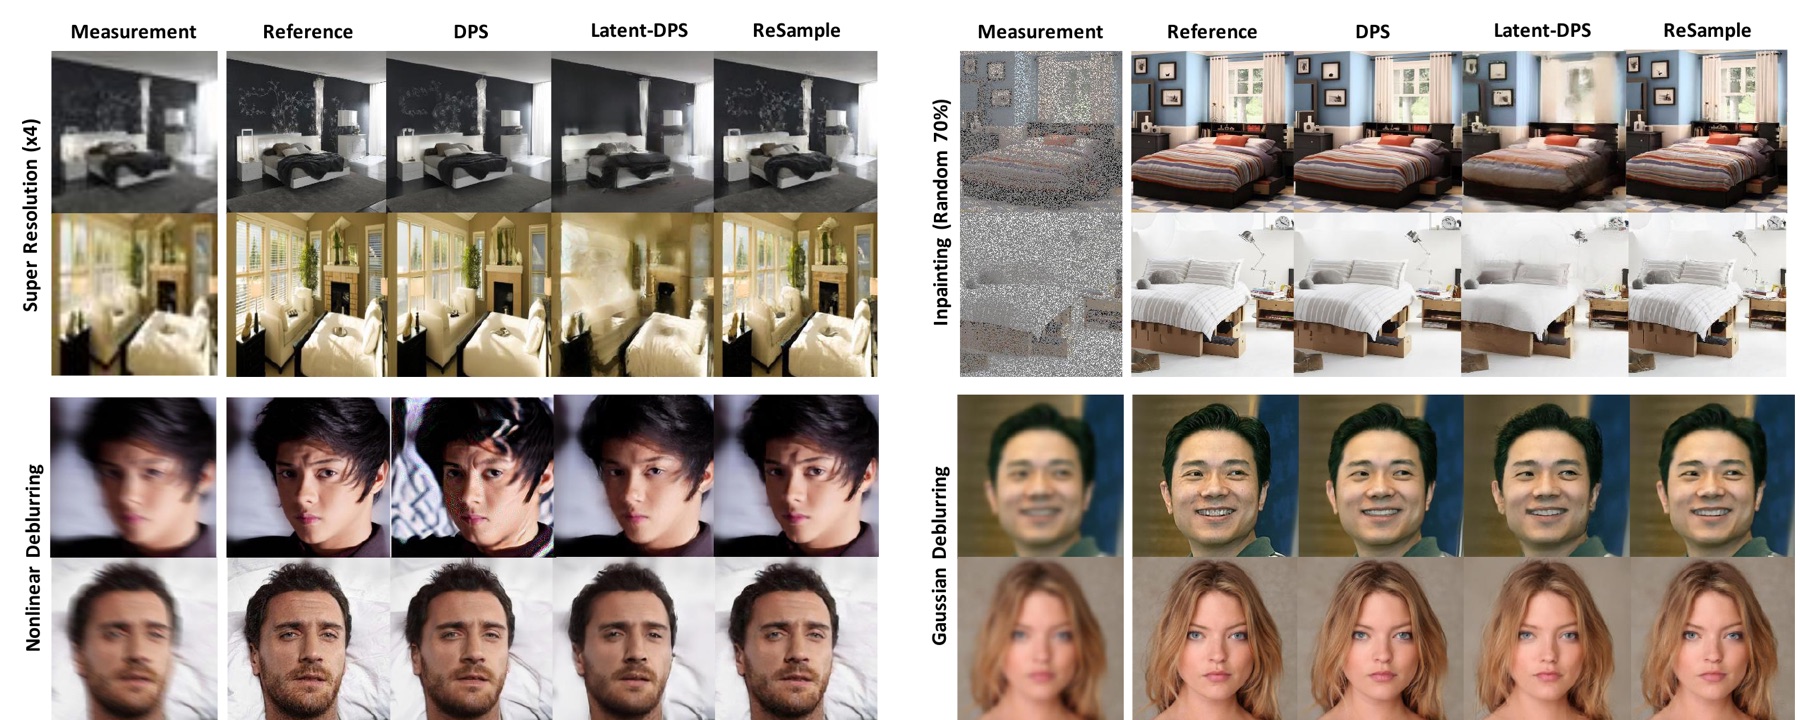 Measurement Reference DPS Latent-DPS ReSample
Measurement Reference DPS Latent-DPS ReSample
Super Resolution (x4)
Inpainting (Random 70%)
Nonlinear Deblurring
Gaussian Deblurring